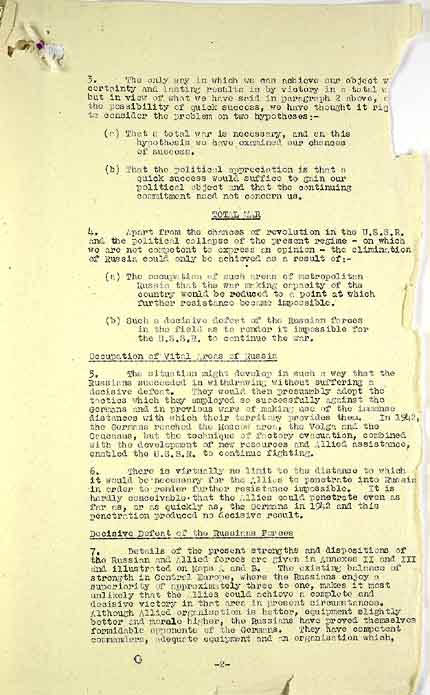 3. The only way in which we can achieve our object w
certainty and lasting results is by victory in a total w
but in view of what we have said in paragraph 2 above, o
the possibility of quick success, we have thought it rig
to consider the problem on two hypotheses:-
(a) That a total war is necessary, and on this
hypothesis we have examined our chances
of success.
(b) That the political appreciation is that a
quick success would suffice to gain our
political object and that the continuing
commitment need not concern us.
TOTAL WAR
4. Apart from the chances of revolution in the U.S.S.R.
and the political collapse of the present regime - on which
we are not competent to express an opinion - the elimination
of Russia could only be achieved as a result of:-
(a) The occupation of such areas of metropolitan
Russia that the war making capacity of the
country would be reduced to a point at which
further resistance became impossible.
(b) Such a decisive defeat of the Russian forces
in the field as to render it impossible for
the U.S.S.R. to continue the war.
Occupation of Vital Areas of Russia
5. The situation might develop in such a way that the
Russians succeeded in withdrawing without suffering a
decisive defeat. They would then presumably adopt the
tactics which they employed so successfully against the
Germans and in previous wars of making use of the immense
distances with which their territory provides them. In 1942,
the Germans reached the Moscow area, the Volga and the
Caucasus, but the technique of factory evacuation, combined
with the development of new resources and Allied assistance,
enabled the U.S.S.R. to continue fighting.
6. There is virtually no limit to the distance to which
it would be necessary for the Allies to penetrate into Russia
in order to render further resistance impossible. It is
hardly conceivable that the Allies could penetrate even as
far as, or as quickly as, the Germans in 1942 and this
penetration produced no decisive result.
Decisive Defeat of the Russians Forces
7. Details of the present strengths and dispositions of
the Russian and Allied forces are given in Annexes II and III
and illustrated on Maps A and B. The existing balance of
strength in Central Europe, where the Russians enjoy a
superiority of approximately three to one, makes it most
unlikely that the Allies could achieve a complete and
decisive victory in that area in present circumstances.
Although Allied organisation is better, equipment slightly
better and morale higher, the Russians have proved themselves
formidable opponents of the Germans. They have competent
commanders, adequate equipment and an organisation which,
-2-